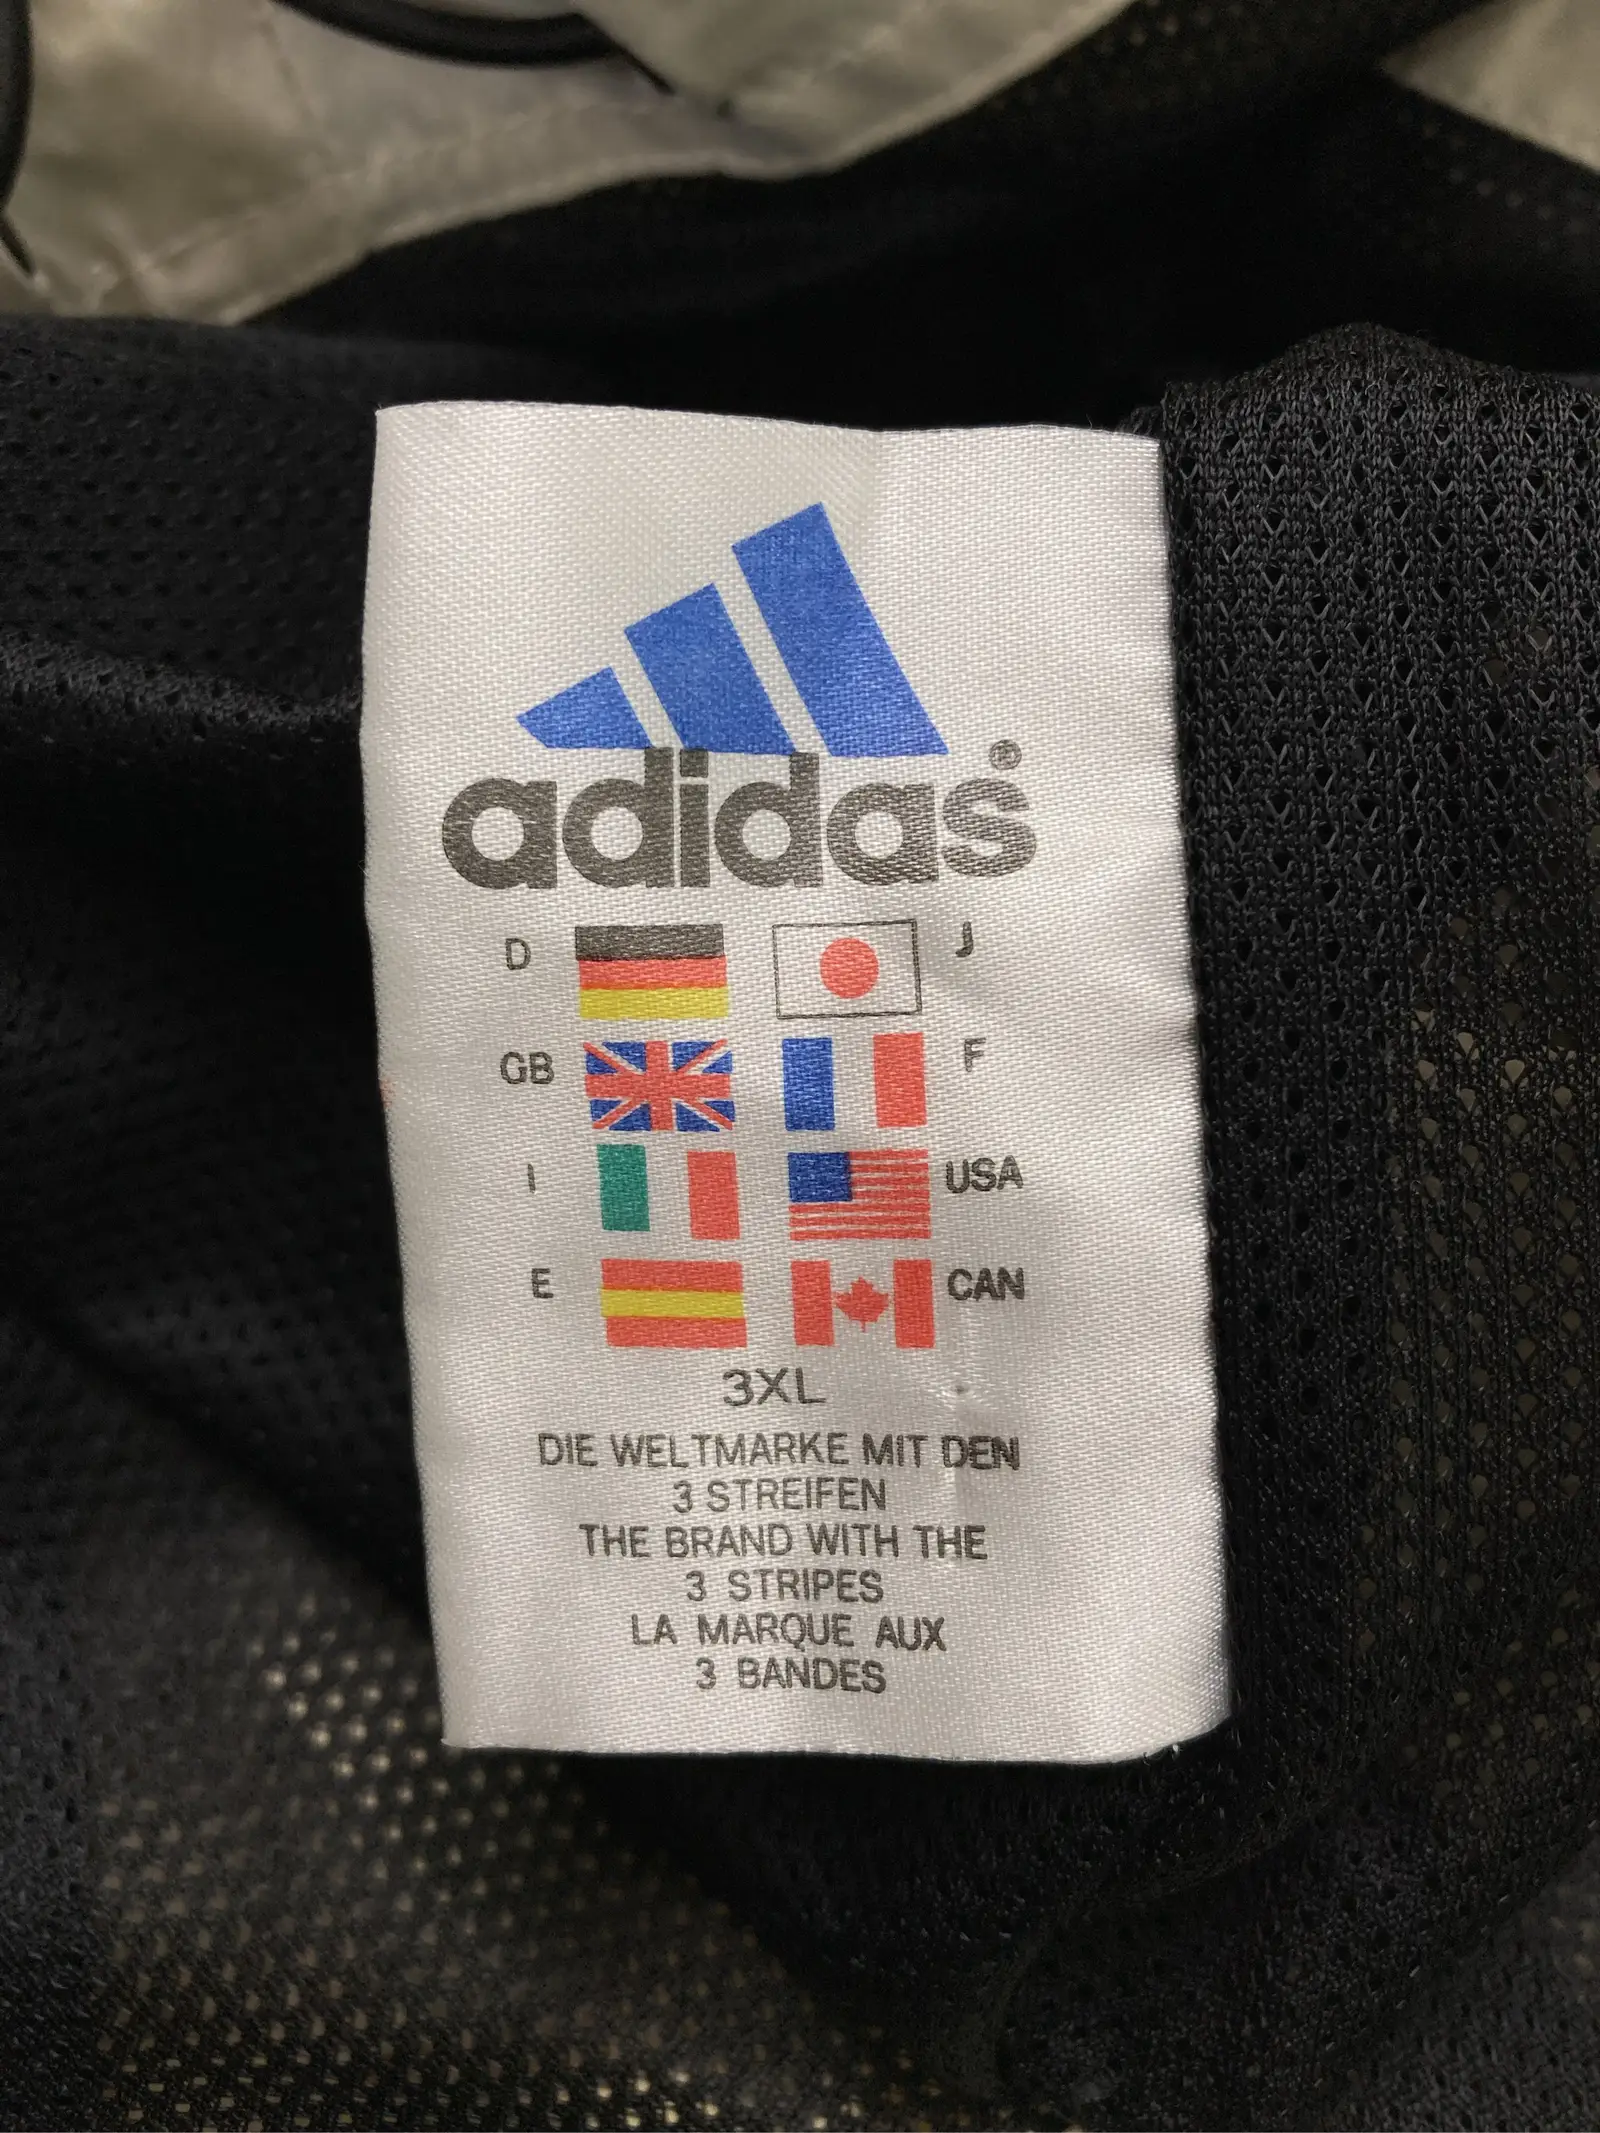 adidas®
D J
GB F
I USA
E CAN
3XL
DIE WELTMARKE MIT DEN
3 STREIFEN
THE BRAND WITH THE
3 STRIPES
LA MARQUE AUX
3 BANDES